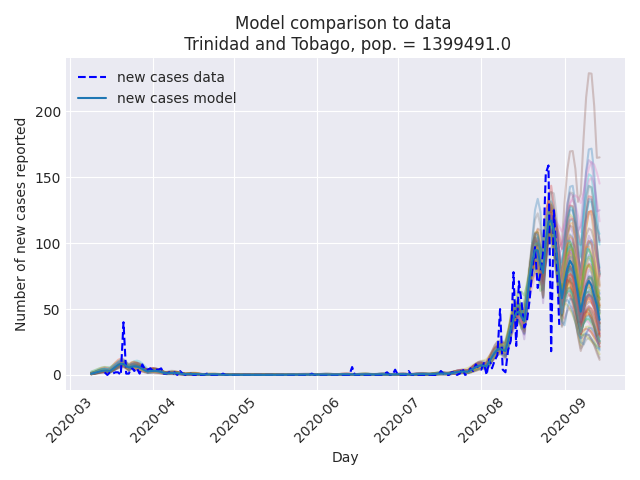 Model comparison to data
Trinidad and Tobago, pop. = 1399491.0
new cases data
new cases model
Number of new cases reported
200
150
100
50
0
2020-03
2020-04
2020-05
2020-06
2020-07
2020-08
2020-09
Day